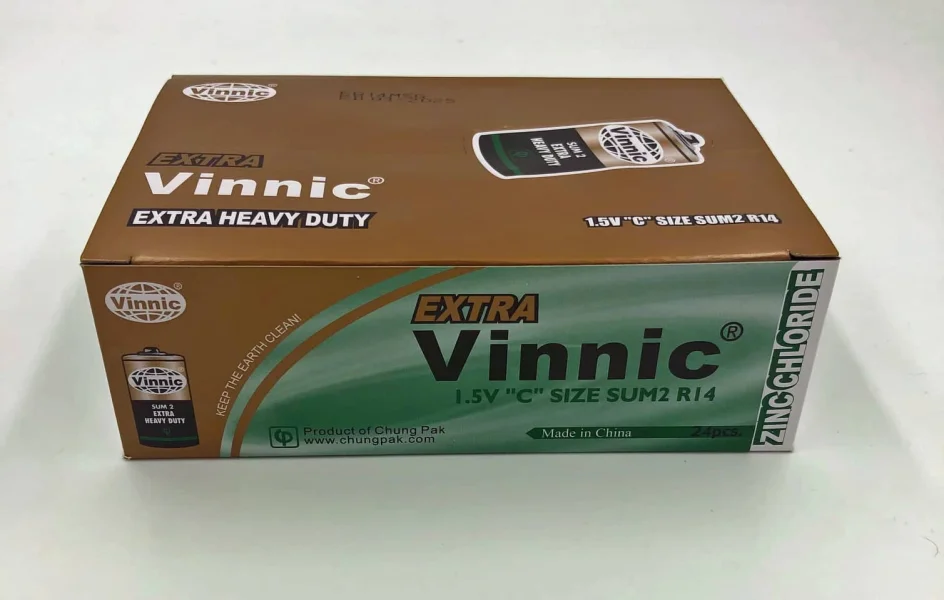 Vinnic®
EXTRA
Vinnic®
EXTRA HEAVY DUTY
Vinnic
SUM 2
EXTRA
HEAVY DUTY
1.5V "C" SIZE SUM2 R14
Vinnic®
KEEP THE EARTH CLEAN!
Vinnic
SUM 2
EXTRA
HEAVY DUTY
EXTRA
Vinnic®
1.5V "C" SIZE SUM2 R14
Product of Chung Pak
www.chungpak.com
Made in China
24pcs.
ZINC CHLORIDE